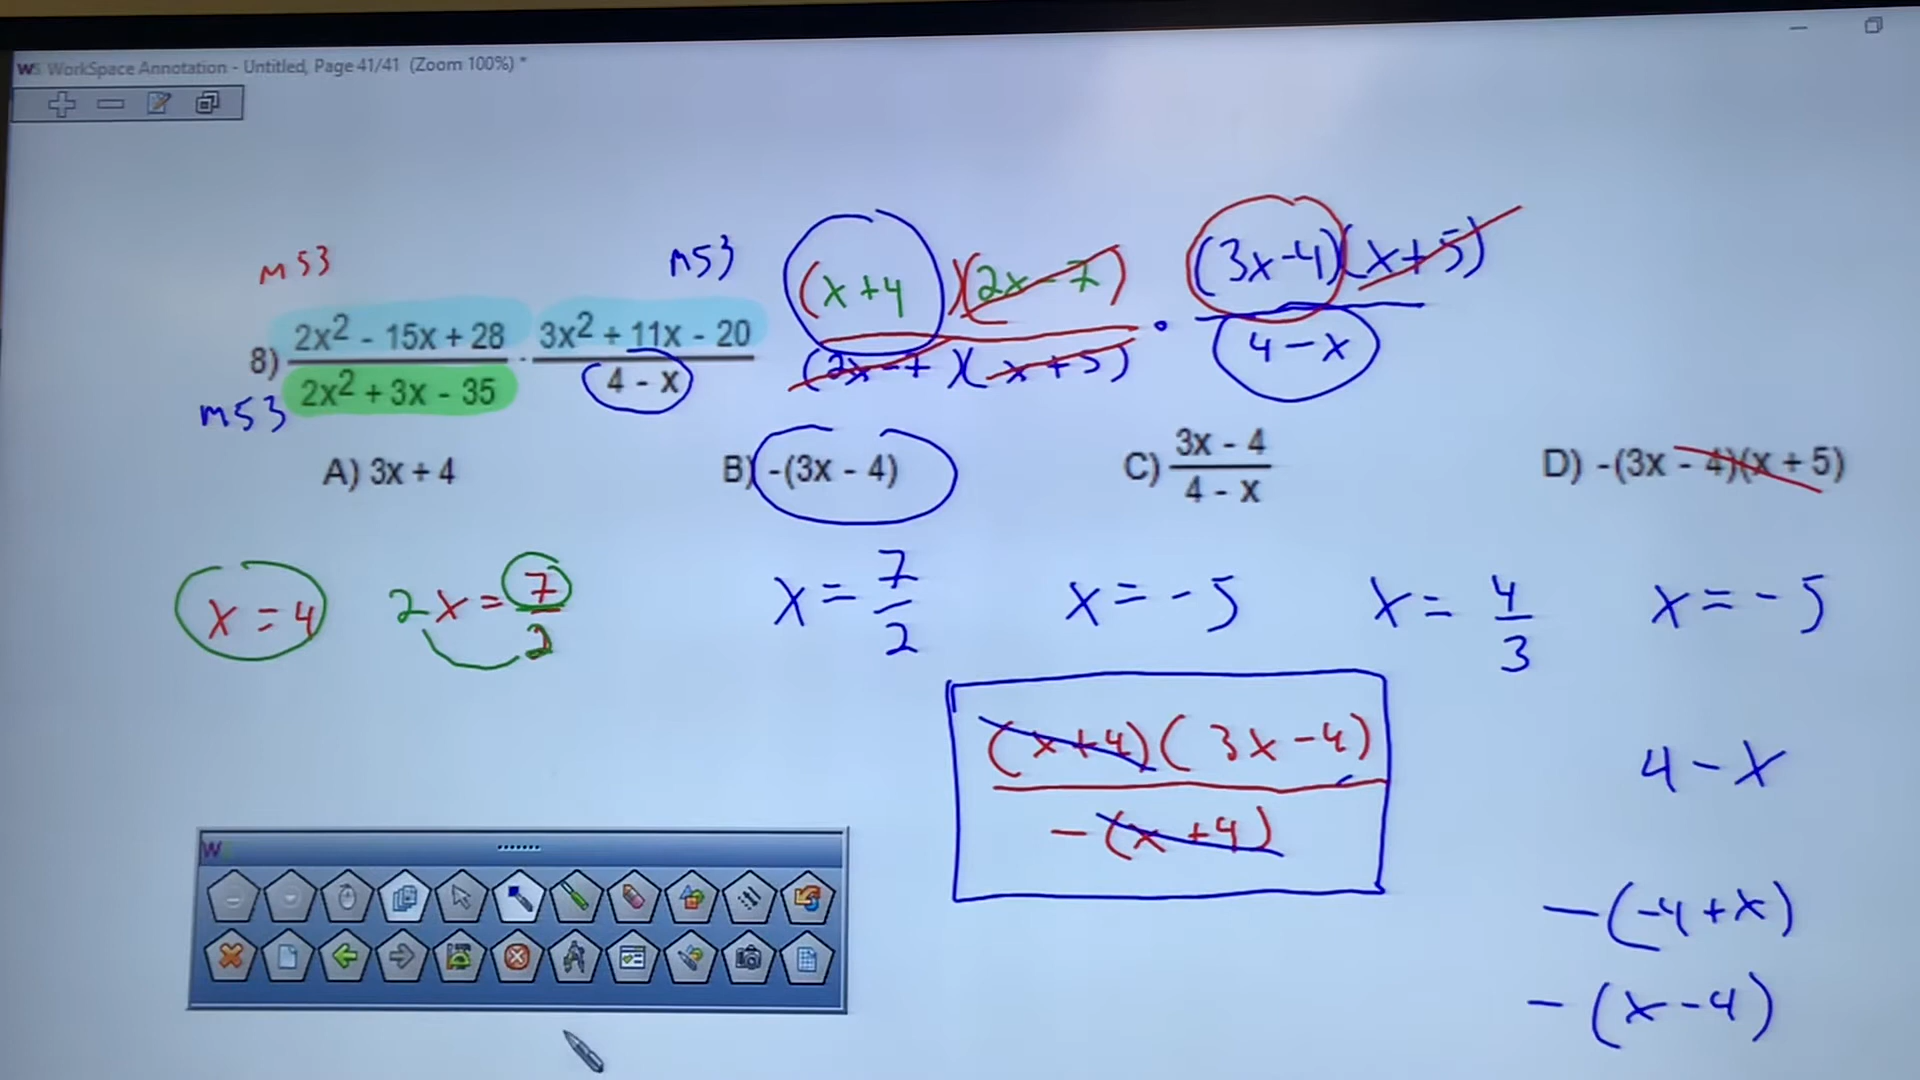 WS WorkSpace Annotation - Untitled, Page 41/41 (Zoom 100%) *
m53
m53
(x+4)(2x-7)/(2x-7)(x+5) · (3x-4)(x+5)/4-x
8) 2x² - 15x + 28/2x² + 3x - 35 · 3x² + 11x - 20/4 - x
m53
A) 3x + 4 B) -(3x - 4) C) 3x - 4/4 - x D) -(3x - 4)(x + 5)
x = 4 2x = 7/2 x = 7/2 x = -5 x = 4/3 x = -5
(x+4)(3x-4)/-(x+4)
4-x
W
-(-4+x)
-(x-4)